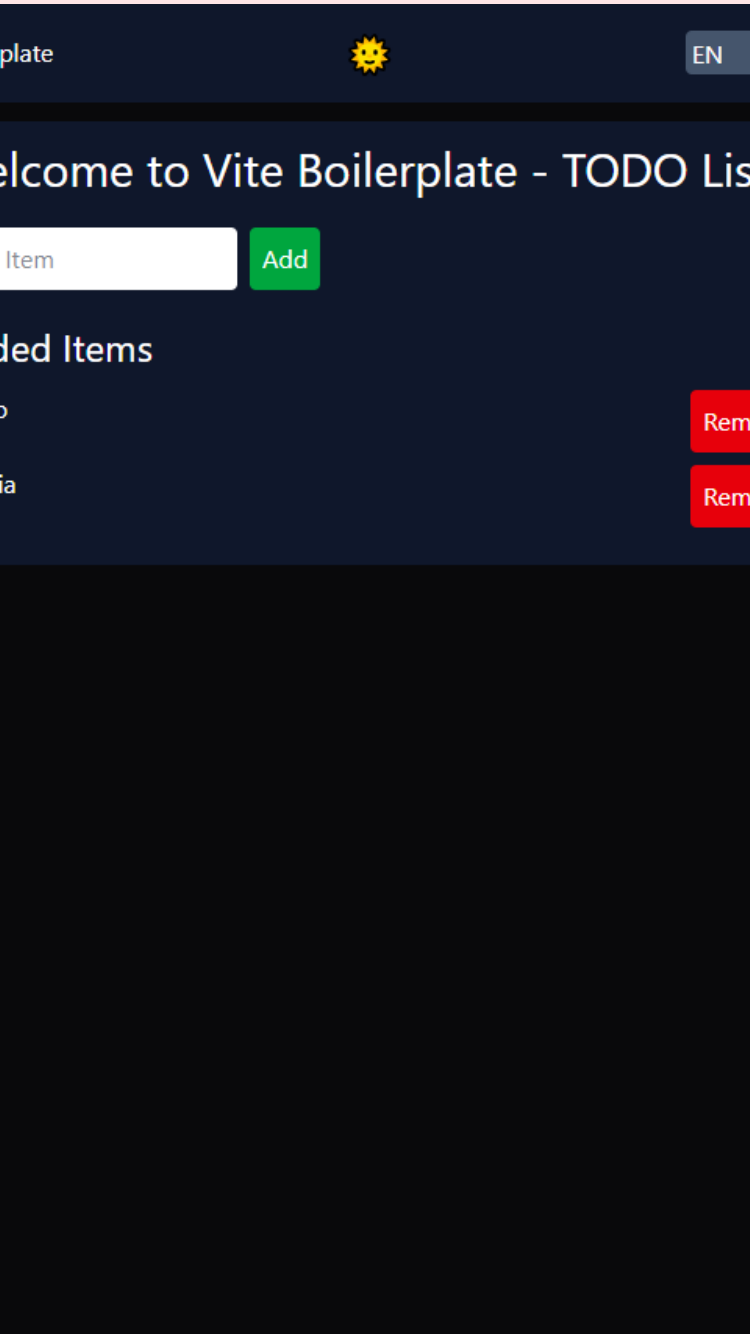 plate EN
elcome to Vite Boilerplate - TODO Lis
Item Add
ded Items
o Rem
ia Rem